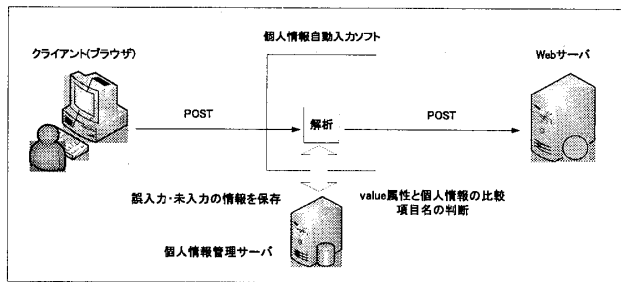 個人情報自動入力ソフト
クライアント(ブラウザ)
Webサーバ
POST
解析
POST
誤入力・未入力の情報を保存
value属性と個人情報の比較
項目名の判断
個人情報管理サーバ